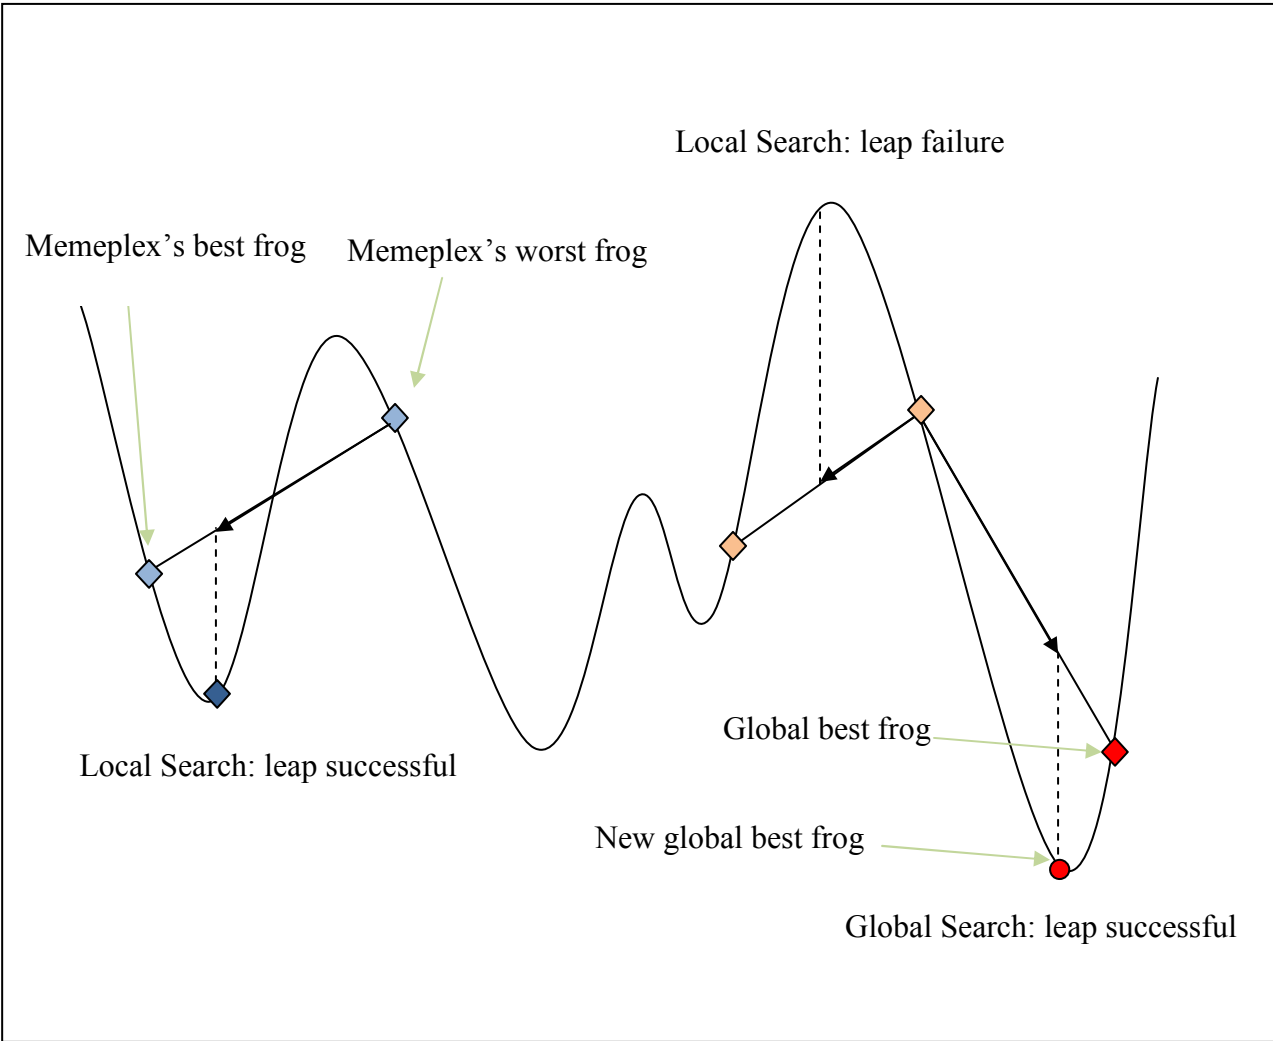 Local Search: leap failure
Memeplex’s best frog
Memeplex’s worst frog
Global best frog
Local Search: leap successful
New global best frog
Global Search: leap successful